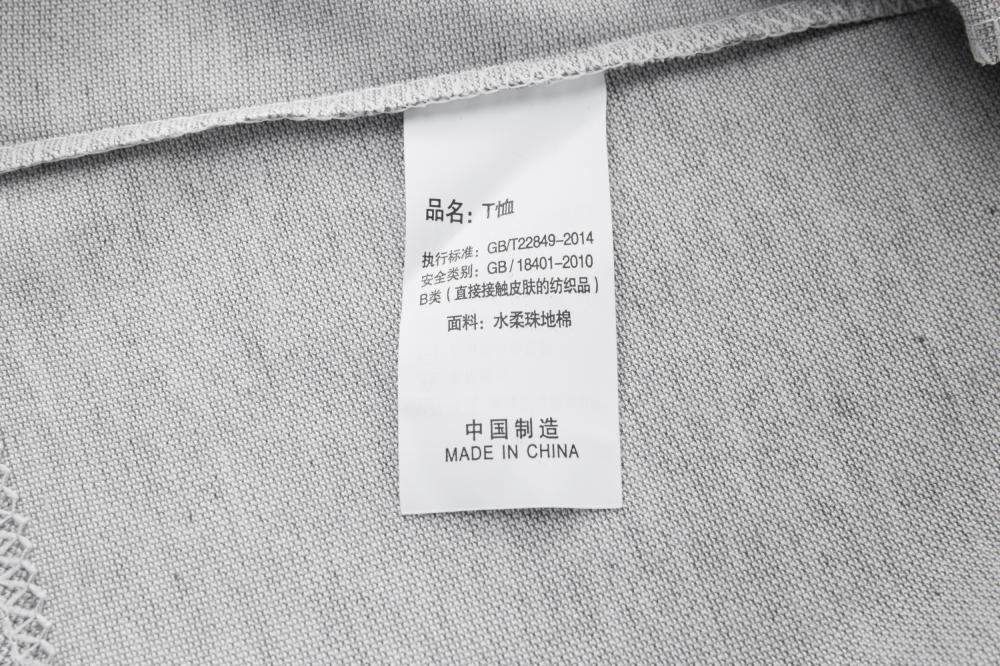 品名：T恤
执行标准：GB/T22849-2014
安全类别：GB/18401-2010
B类（直接接触皮肤的纺织品）
面料：水柔珠地棉
中国制造
MADE IN CHINA